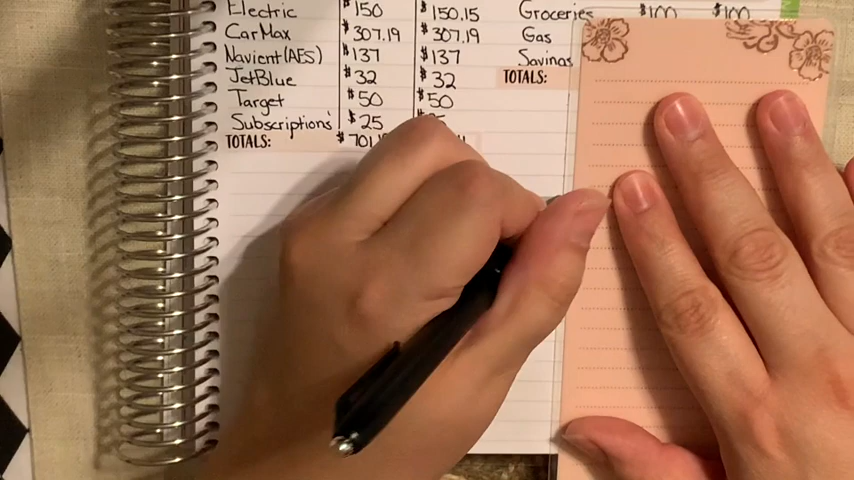 Electric $150 $150.15 Groceries $100 $100
CarMax $307.19 $307.19 Gas
Navient (AES) $137 $137 Savings
JetBlue $32 $32 TOTALS:
Target $50 $50
Subscriptions $25
TOTALS: